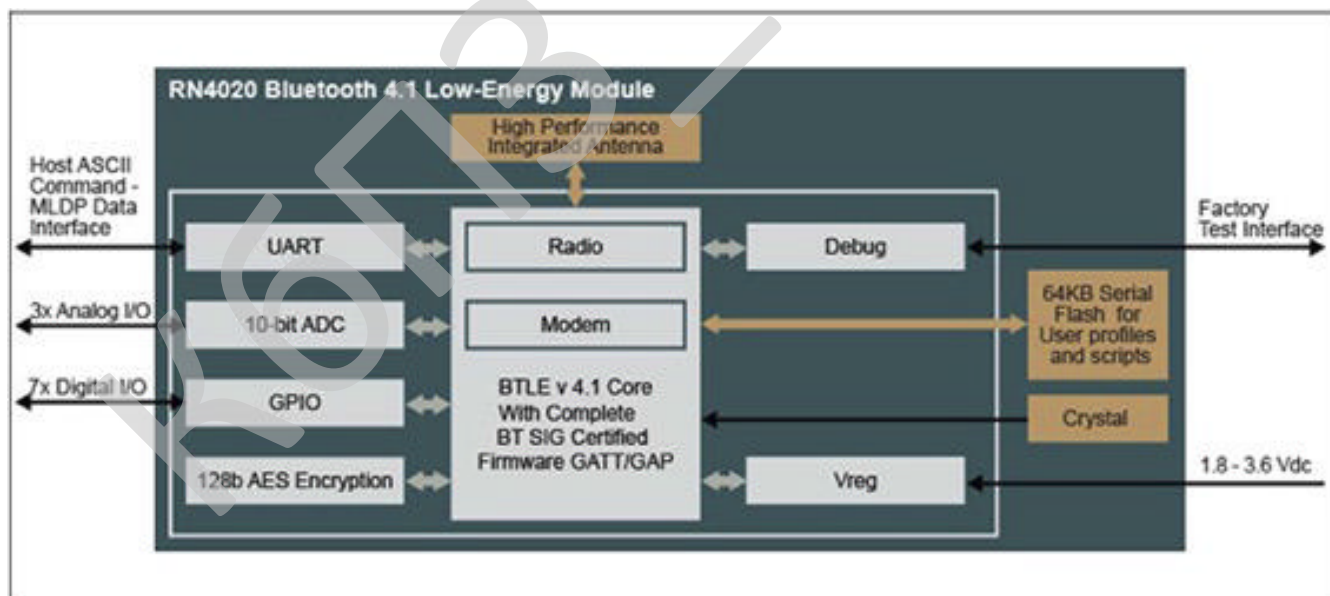 RN4020 Bluetooth 4.1 Low-Energy Module
High Performance
Integrated Antenna
Host ASCII
Command -
MLDP Data
Interface
UART
Radio
Debug
Factory
Test Interface
3x Analog I/O
10-bit ADC
Modem
64KB Serial
Flash for
User profiles
and scripts
7x Digital I/O
GPIO
BTLE v 4.1 Core
With Complete
BT SIG Certified
Firmware GATT/GAP
Crystal
128b AES Encryption
Vreg
1.8 - 3.6 Vdc